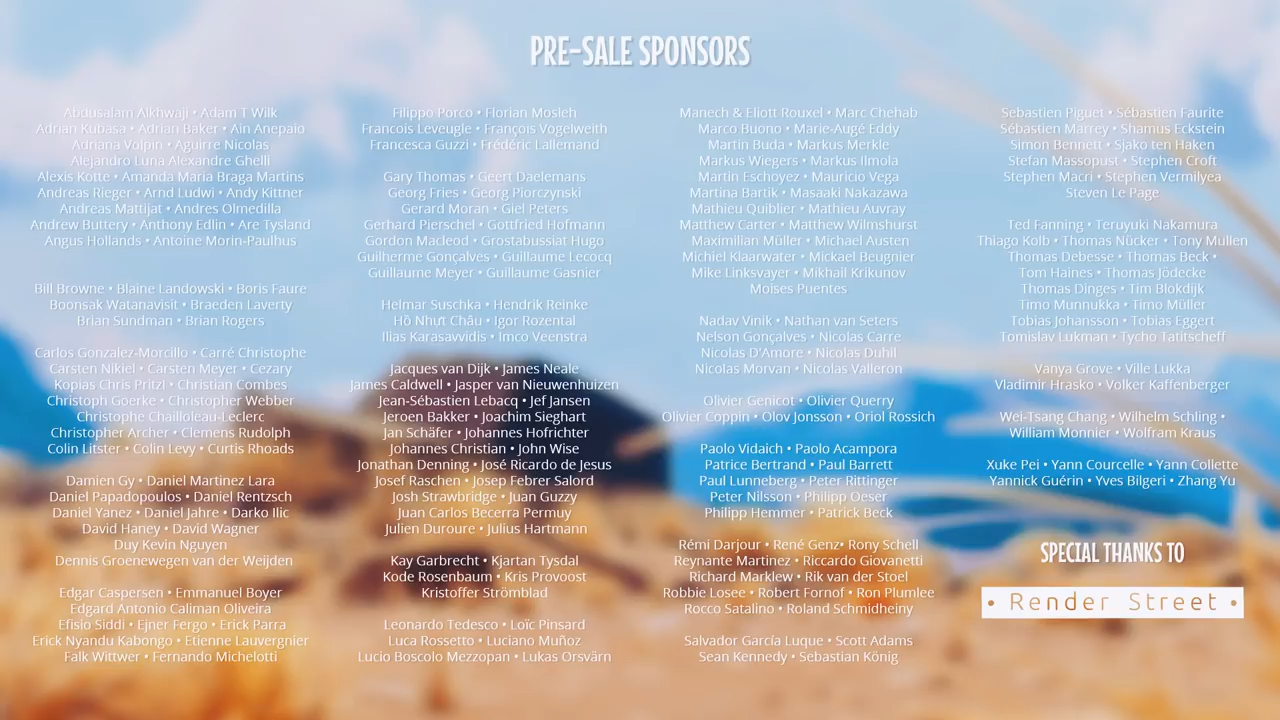 PRE-SALE SPONSORS
Abdusalam Alkhwaji • Adam T Wilk
Adrian Kubasa • Adrian Baker • Ain Anepaio
Adriana Volpin • Aguirre Nicolas
Alejandro Luna Alexandre Ghelli
Alexis Kotte • Amanda Maria Braga Martins
Andreas Rieger • Arnd Ludwi • Andy Kittner
Andreas Mattijat • Andres Olmedilla
Andrew Buttery • Anthony Edlin • Are Tysland
Angus Hollands • Antoine Morin-Paulhus
Bill Browne • Blaine Landowski • Boris Faure
Boonsak Watanavisit • Braeden Laverty
Brian Sundman • Brian Rogers
Carlos Gonzalez-Morcillo • Carré Christophe
Carsten Nikiel • Carsten Meyer • Cezary
Kopias Chris Pritzl • Christian Combes
Christoph Goerke • Christopher Webber
Christophe Chailloleau-Leclerc
Christopher Archer • Clemens Rudolph
Colin Litster • Colin Levy • Curtis Rhoads
Damien Gy • Daniel Martinez Lara
Daniel Papadopoulos • Daniel Rentzsch
Daniel Yanez • Daniel Jahre • Darko Ilic
David Haney • David Wagner
Duy Kevin Nguyen
Dennis Groenewegen van der Weijden
Edgar Caspersen • Emmanuel Boyer
Edgard Antonio Caliman Oliveira
Efisio Siddi • Ejner Fergo • Erick Parra
Erick Nyandu Kabongo • Etienne Lauvergnier
Falk Wittwer • Fernando Michelotti
Filippo Porco • Florian Mosleh
Francois Leveugle • François Vogelweith
Francesca Guzzi • Frédéric Lallemand
Gary Thomas • Geert Daelemans
Georg Fries • Georg Piorczynski
Gerard Moran • Giel Peters
Gerhard Pierschel • Gottfried Hofmann
Gordon Macleod • Grostabussiat Hugo
Guilherme Gonçalves • Guillaume Lecocq
Guillaume Meyer • Guillaume Gasnier
Helmar Suschka • Hendrik Reinke
Hồ Nhựt Châu • Igor Rozental
Ilias Karasavvidis • Imco Veenstra
Jacques van Dijk • James Neale
James Caldwell • Jasper van Nieuwenhuizen
Jean-Sébastien Lebacq • Jef Jansen
Jeroen Bakker • Joachim Sieghart
Jan Schäfer • Johannes Hofrichter
Johannes Christian • John Wise
Jonathan Denning • José Ricardo de Jesus
Josef Raschen • Josep Febrer Salord
Josh Strawbridge • Juan Guzzy
Juan Carlos Becerra Permuy
Julien Duroure • Julius Hartmann
Kay Garbrecht • Kjartan Tysdal
Kode Rosenbaum • Kris Provoost
Kristoffer Strömblad
Leonardo Tedesco • Loïc Pinsard
Luca Rossetto • Luciano Muñoz
Lucio Boscolo Mezzopan • Lukas Orsvärn
Manech & Eliott Rouxel • Marc Chehab
Marco Buono • Marie-Augé Eddy
Martin Buda • Markus Merkle
Markus Wiegers • Markus Ilmola
Martin Eschoyez • Mauricio Vega
Martina Bartik • Masaaki Nakazawa
Mathieu Quiblier • Mathieu Auvray
Matthew Carter • Matthew Wilmshurst
Maximilian Müller • Michael Austen
Michiel Klaarwater • Mickael Beugnier
Mike Linksvayer • Mikhail Krikunov
Moises Puentes
Nadav Vinik • Nathan van Seters
Nelson Gonçalves • Nicolas Carre
Nicolas D'Amore • Nicolas Duhil
Nicolas Morvan • Nicolas Valleron
Olivier Genicot • Olivier Querry
Olivier Coppin • Olov Jonsson • Oriol Rossich
Paolo Vidaich • Paolo Acampora
Patrice Bertrand • Paul Barrett
Paul Lunneberg • Peter Rittinger
Peter Nilsson • Philipp Oeser
Philipp Hemmer • Patrick Beck
Rémi Darjour • René Genz• Rony Schell
Reynante Martinez • Riccardo Giovanetti
Richard Marklew • Rik van der Stoel
Robbie Losee • Robert Fornof • Ron Plumlee
Rocco Satalino • Roland Schmidheiny
Salvador García Luque • Scott Adams
Sean Kennedy • Sebastian König
Sebastien Piguet • Sébastien Faurite
Sébastien Marrey • Shamus Eckstein
Simon Bennett • Sjako ten Haken
Stefan Massopust • Stephen Croft
Stephen Macri • Stephen Vermilyea
Steven Le Page
Ted Fanning • Teruyuki Nakamura
Thiago Kolb • Thomas Nücker • Tony Mullen
Thomas Debesse • Thomas Beck •
Tom Haines • Thomas Jödecke
Thomas Dinges • Tim Blokdijk
Timo Munnukka • Timo Müller
Tobias Johansson • Tobias Eggert
Tomislav Lukman • Tycho Tatitscheff
Vanya Grove • Ville Lukka
Vladimir Hrasko • Volker Kaffenberger
Wei-Tsang Chang • Wilhelm Schling •
William Monnier • Wolfram Kraus
Xuke Pei • Yann Courcelle • Yann Collette
Yannick Guérin • Yves Bilgeri • Zhang Yu
SPECIAL THANKS TO
• Render Street •